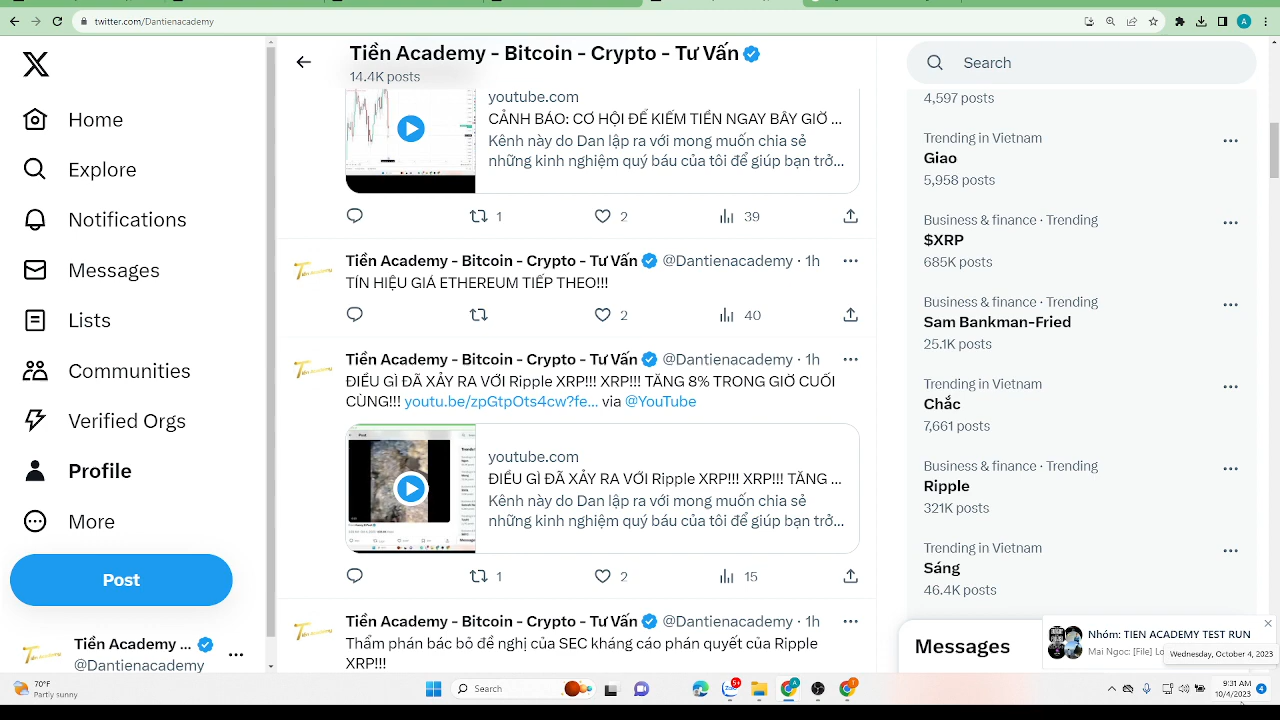 twitter.com/Dantienacademy
Home
Explore
Notifications
Messages
Lists
Communities
Verified Orgs
Profile
More
Post
Tiền Academy ...
@Dantienacademy
Tiền Academy - Bitcoin - Crypto - Tư Vấn
14.4K posts
youtube.com
CẢNH BÁO: CƠ HỘI ĐỂ KIẾM TIỀN NGAY BÂY GIỜ ...
Kênh này do Dan lập ra với mong muốn chia sẻ
những kinh nghiệm quý báu của tôi để giúp bạn trở...
1 2 39
Tiền Academy - Bitcoin - Crypto - Tư Vấn @Dantienacademy · 1h
TÍN HIỆU GIÁ ETHEREUM TIẾP THEO!!!
2 40
Tiền Academy - Bitcoin - Crypto - Tư Vấn @Dantienacademy · 1h
ĐIỀU GÌ ĐÃ XẢY RA VỚI Ripple XRP!!! XRP!!! TĂNG 8% TRONG GIỜ CUỐI
CÙNG!!! youtu.be/zpGtpOts4cw?fe... via @YouTube
youtube.com
ĐIỀU GÌ ĐÃ XẢY RA VỚI Ripple XRP!!! XRP!!! TĂNG ...
Kênh này do Dan lập ra với mong muốn chia sẻ
những kinh nghiệm quý báu của tôi để giúp bạn trở...
1 2 15
Tiền Academy - Bitcoin - Crypto - Tư Vấn @Dantienacademy · 1h
Thẩm phán bác bỏ đề nghị của SEC kháng cáo phán quyết của Ripple
XRP!!!
Search
4,597 posts
Trending in Vietnam
Giao
5,958 posts
Business & finance · Trending
$XRP
685K posts
Business & finance · Trending
Sam Bankman-Fried
25.1K posts
Trending in Vietnam
Chắc
7,661 posts
Business & finance · Trending
Ripple
321K posts
Trending in Vietnam
Sáng
46.4K posts
Messages
Nhóm: TIEN ACADEMY TEST RUN
Mai Ngoc: [File] Lo
Wednesday, October 4, 2023
70°F
Partly sunny
Search
5+
9:31 AM
10/4/2023
4